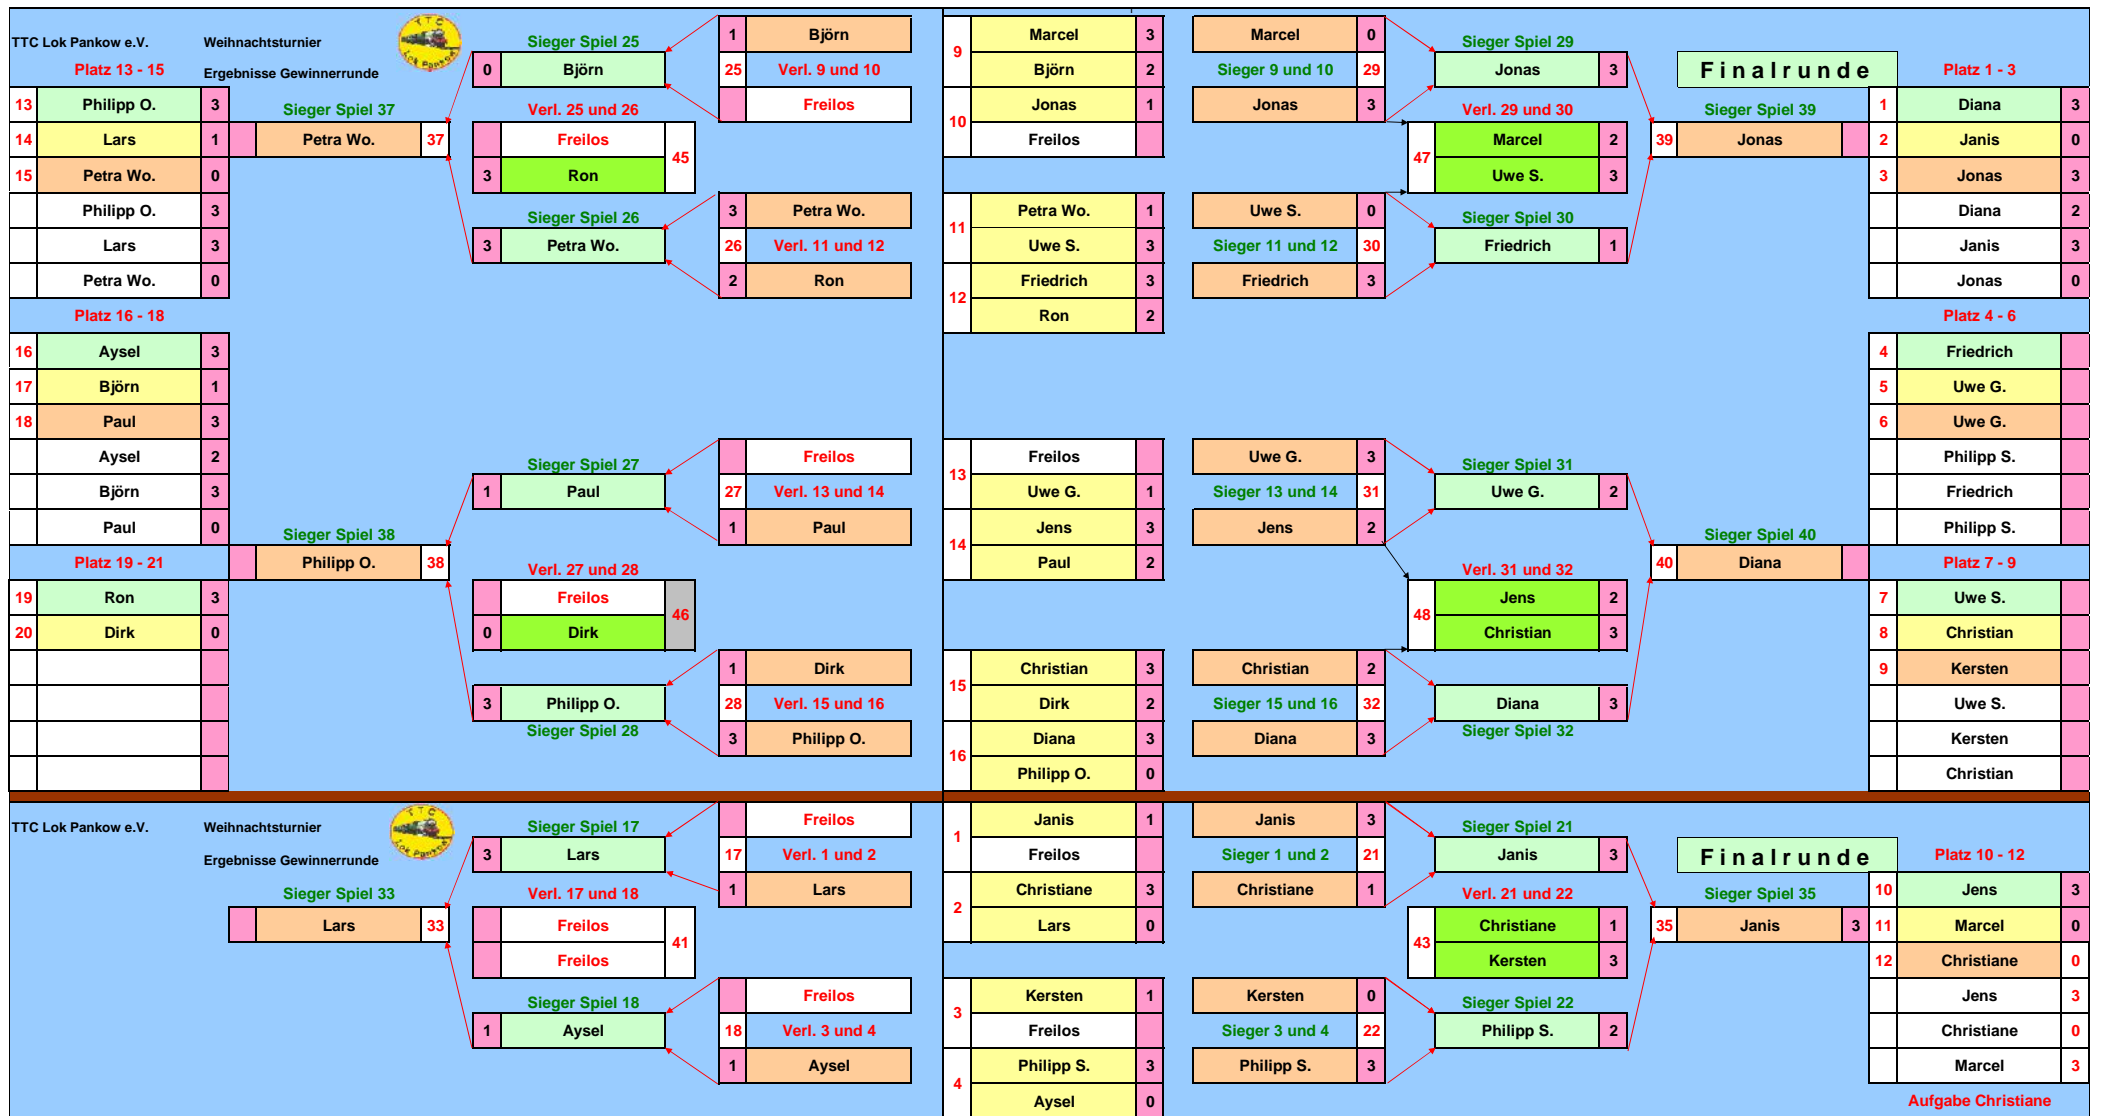 1 Björn 9 Marcel 3 Marcel 0
TTC Lok Pankow e.V. Weihnachtsturnier Sieger Spiel 25 Sieger Spiel 29
Platz 13 - 15 Ergebnisse Gewinnerrunde 0 Björn 25 Verl. 9 und 10 Björn 2 Sieger 9 und 10 29 Jonas 3 Finalrunde Platz 1 - 3
13 Philipp O. 3 Sieger Spiel 37 Verl. 25 und 26 Freilos 10 Jonas 1 Jonas 3 Verl. 29 und 30 Sieger Spiel 39 1 Diana 3
14 Lars 1 Petra Wo. 37 Freilos 45 Freilos 47 Marcel 2 39 Jonas 2 Janis 0
15 Petra Wo. 0 3 Ron Uwe S. 3 3 Jonas 3
Philipp O. 3 Sieger Spiel 26 3 Petra Wo. 11 Petra Wo. 1 Uwe S. 0 Sieger Spiel 30 Diana 2
Lars 3 3 Petra Wo. 26 Verl. 11 und 12 Uwe S. 3 Sieger 11 und 12 30 Friedrich 1 Janis 3
Petra Wo. 0 2 Ron 12 Friedrich 3 Friedrich 3 Jonas 0
Platz 16 - 18 Ron 2 Platz 4 - 6
16 Aysel 3 4 Friedrich
17 Björn 1 5 Uwe G.
18 Paul 3 6 Uwe G.
Aysel 2 Sieger Spiel 27 Freilos 13 Freilos Uwe G. 3 Sieger Spiel 31 Philipp S.
Björn 3 1 Paul 27 Verl. 13 und 14 Uwe G. 1 Sieger 13 und 14 31 Uwe G. 2 Friedrich
Paul 0 Sieger Spiel 38 1 Paul 14 Jens 3 Jens 2 Sieger Spiel 40 Philipp S.
Platz 19 - 21 Philipp O. 38 Verl. 27 und 28 Paul 2 Verl. 31 und 32 40 Diana Platz 7 - 9
19 Ron 3 Freilos 46 48 Jens 2 7 Uwe S.
20 Dirk 0 0 Dirk Christian 3 8 Christian
1 Dirk 15 Christian 3 Christian 2 9 Kersten
3 Philipp O. 28 Verl. 15 und 16 Dirk 2 Sieger 15 und 16 32 Diana 3 Uwe S.
Sieger Spiel 28 3 Philipp O. 16 Diana 3 Diana 3 Sieger Spiel 32 Kersten
Philipp O. 0 Christian
TTC Lok Pankow e.V. Weihnachtsturnier Sieger Spiel 17 Freilos 1 Janis 1 Janis 3 Sieger Spiel 21
Ergebnisse Gewinnerrunde 3 Lars 17 Verl. 1 und 2 Freilos Sieger 1 und 2 21 Janis 3 Finalrunde Platz 10 - 12
Sieger Spiel 33 Verl. 17 und 18 1 Lars 2 Christiane 3 Christiane 1 Verl. 21 und 22 Sieger Spiel 35 10 Jens 3
Lars 33 Freilos 41 Lars 0 43 Christiane 1 35 Janis 3 11 Marcel 0
Freilos Kersten 3 12 Christiane 0
Sieger Spiel 18 Freilos 3 Kersten 1 Kersten 0 Sieger Spiel 22 Jens 3
1 Aysel 18 Verl. 3 und 4 Freilos Sieger 3 und 4 22 Philipp S. 2 Christiane 0
1 Aysel 4 Philipp S. 3 Philipp S. 3 Marcel 3
Aysel 0 Aufgabe Christiane